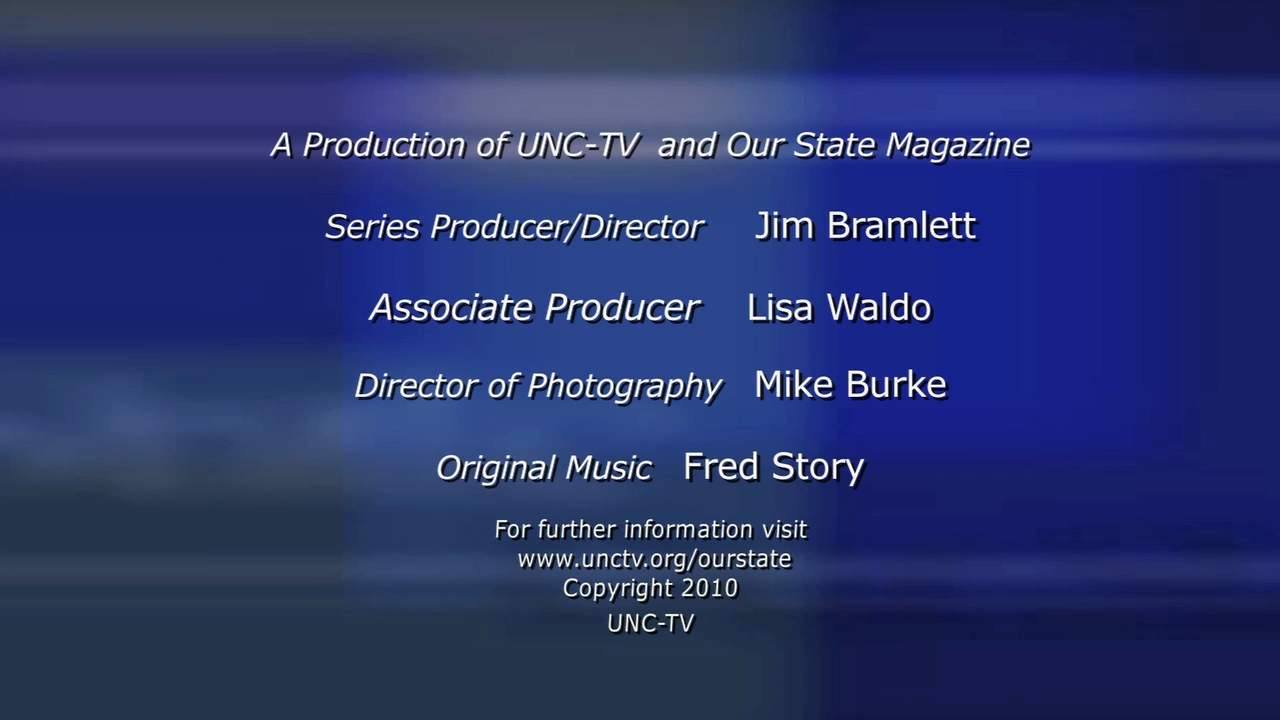 A Production of UNC-TV and Our State Magazine
Series Producer/Director Jim Bramlett
Associate Producer Lisa Waldo
Director of Photography Mike Burke
Original Music Fred Story
For further information visit
www.unctv.org/ourstate
Copyright 2010
UNC-TV